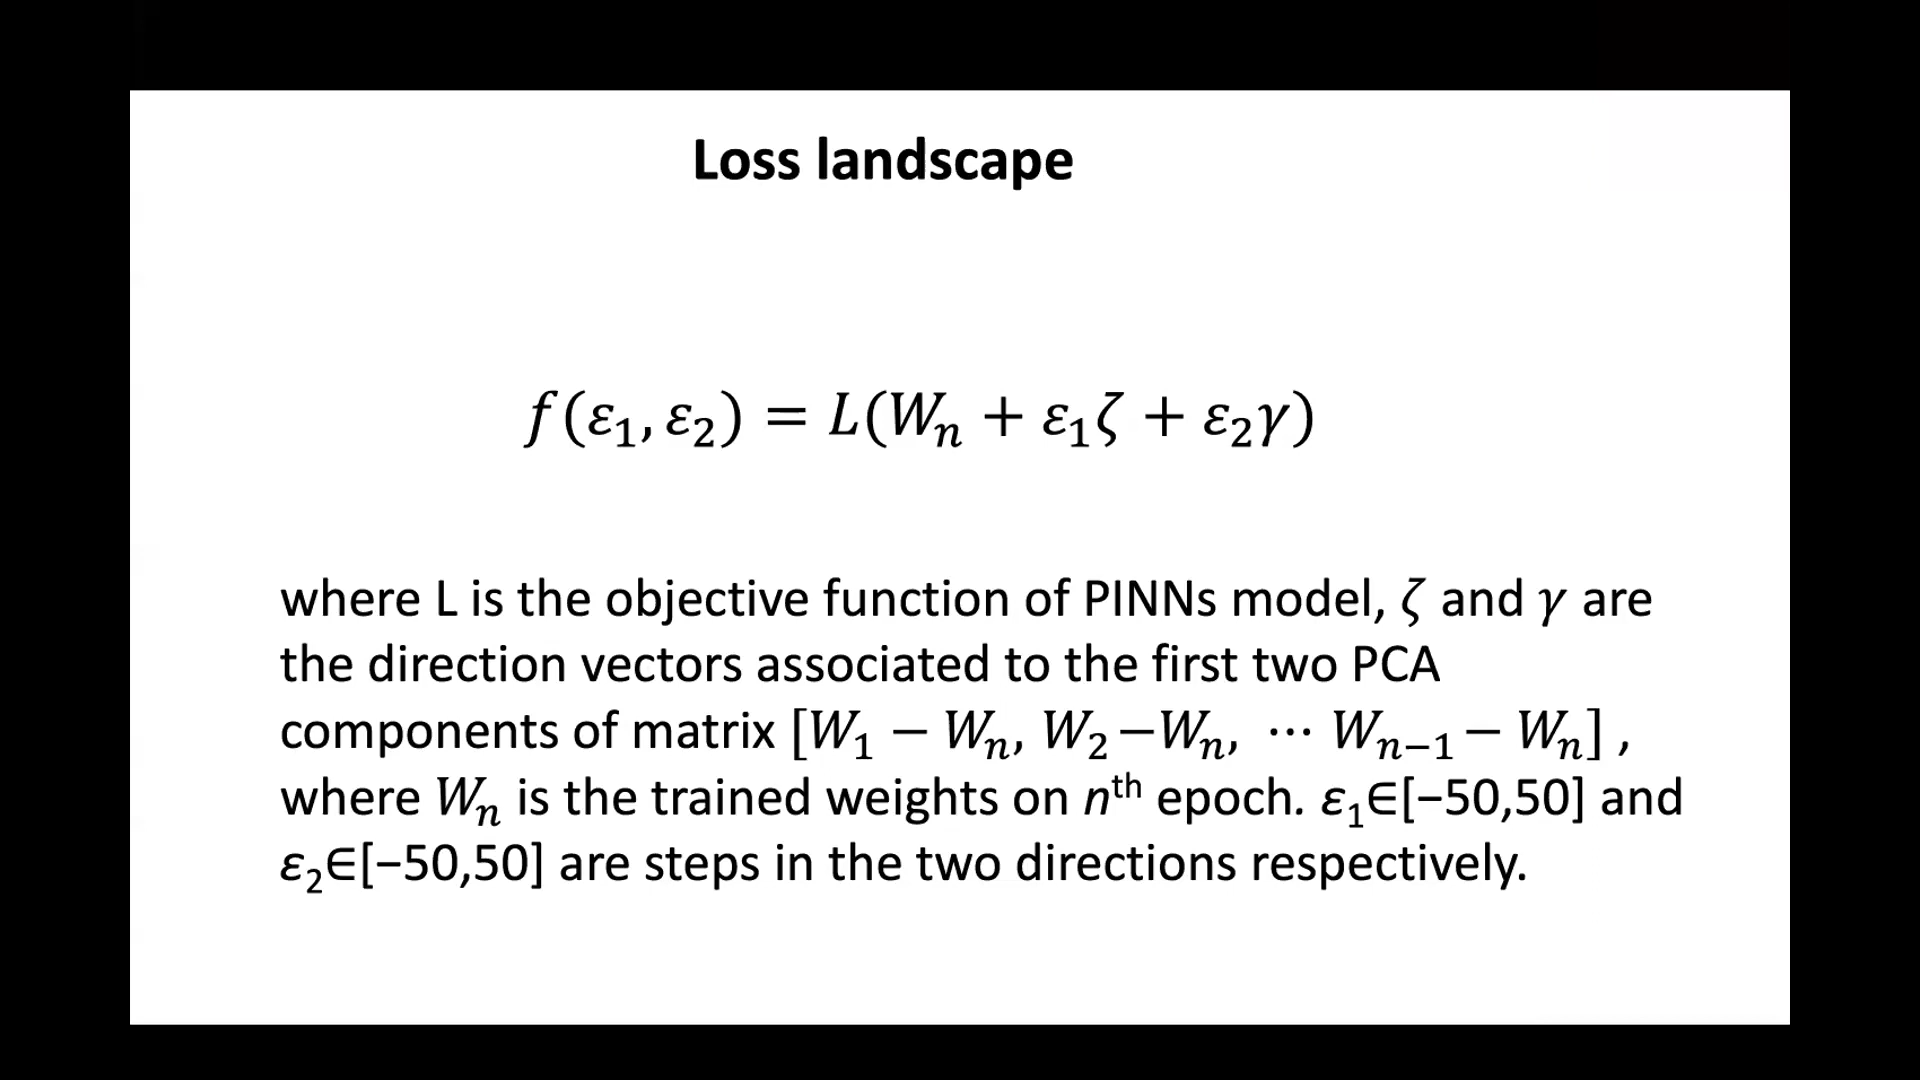 Loss landscape
f(ε₁, ε₂) = L(Wₙ + ε₁ζ + ε₂γ)
where L is the objective function of PINNs model, ζ and γ are
the direction vectors associated to the first two PCA
components of matrix [W₁ − Wₙ, W₂−Wₙ, ⋯ Wₙ₋₁− Wₙ] ,
where Wₙ is the trained weights on nᵗʰ epoch. ε₁∈[−50,50] and
ε₂∈[−50,50] are steps in the two directions respectively.